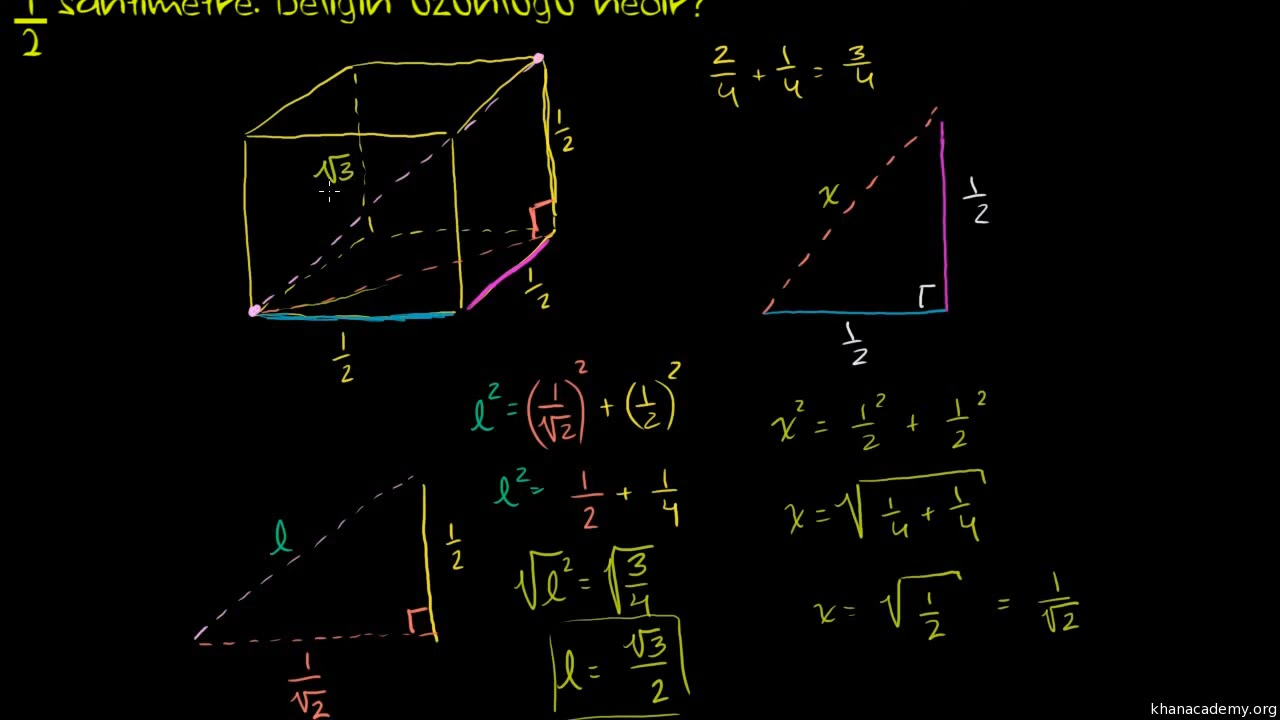 1/2 santimetre. Deliğin uzunluğu nedir?
2/4 + 1/4 = 3/4
√3
1/2
1/2
1/2
x
1/2
1/2
l² = (1/√2)² + (1/2)²
l² = 1/2 + 1/4
√l² = √3/4
l = √3/2
x² = 1/2² + 1/2²
x = √1/4 + 1/4
x = √1/2 = 1/√2
l
1/2
1/√2
khanacademy.org